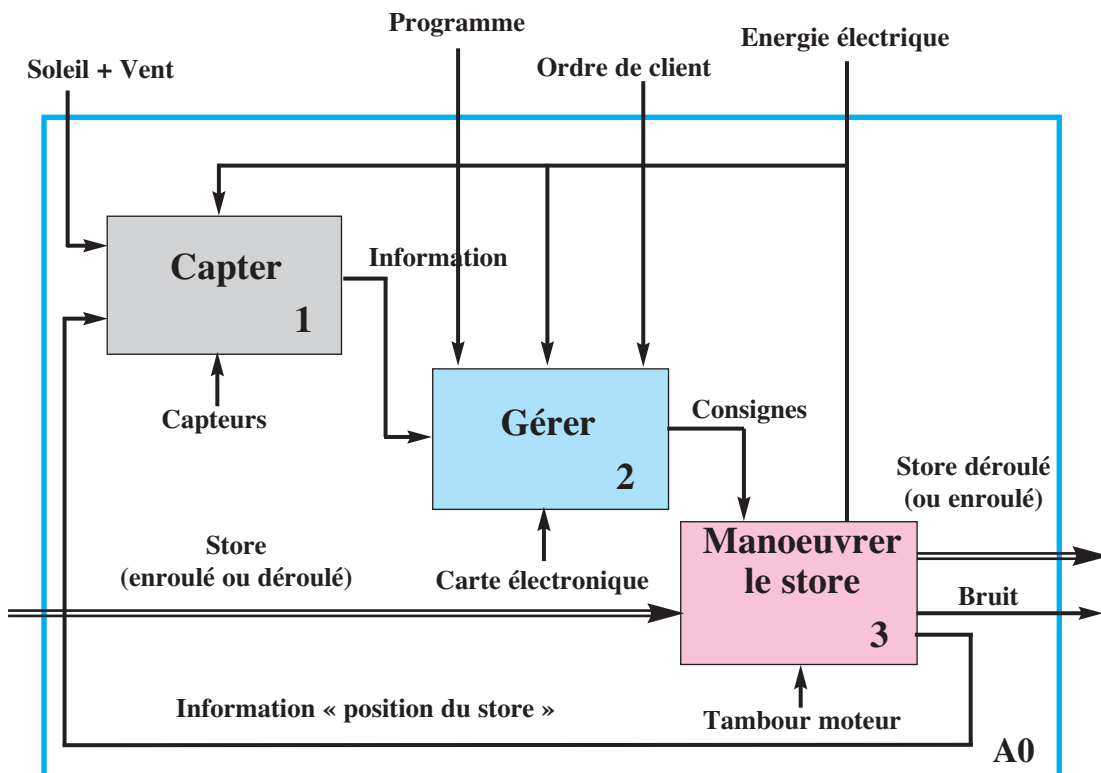 Programme
Energie électrique
Ordre de client
Soleil + Vent
Capter
1
Information
Capteurs
Gérer
2
Consignes
Store déroulé
(ou enroulé)
Store
(enroulé ou déroulé)
Carte électronique
Manoeuvrer
le store
3
Bruit
Information « position du store »
Tambour moteur
A0